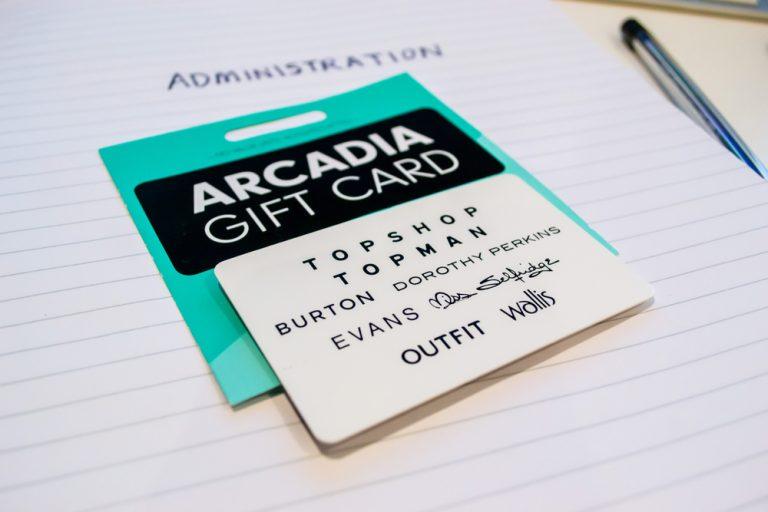 ADMINISTRATION
ARCADIA
GIFT CARD
TOPSHOP
TOPMAN
BURTON DOROTHY PERKINS
EVANS Miss Selfridge
OUTFIT Wallis